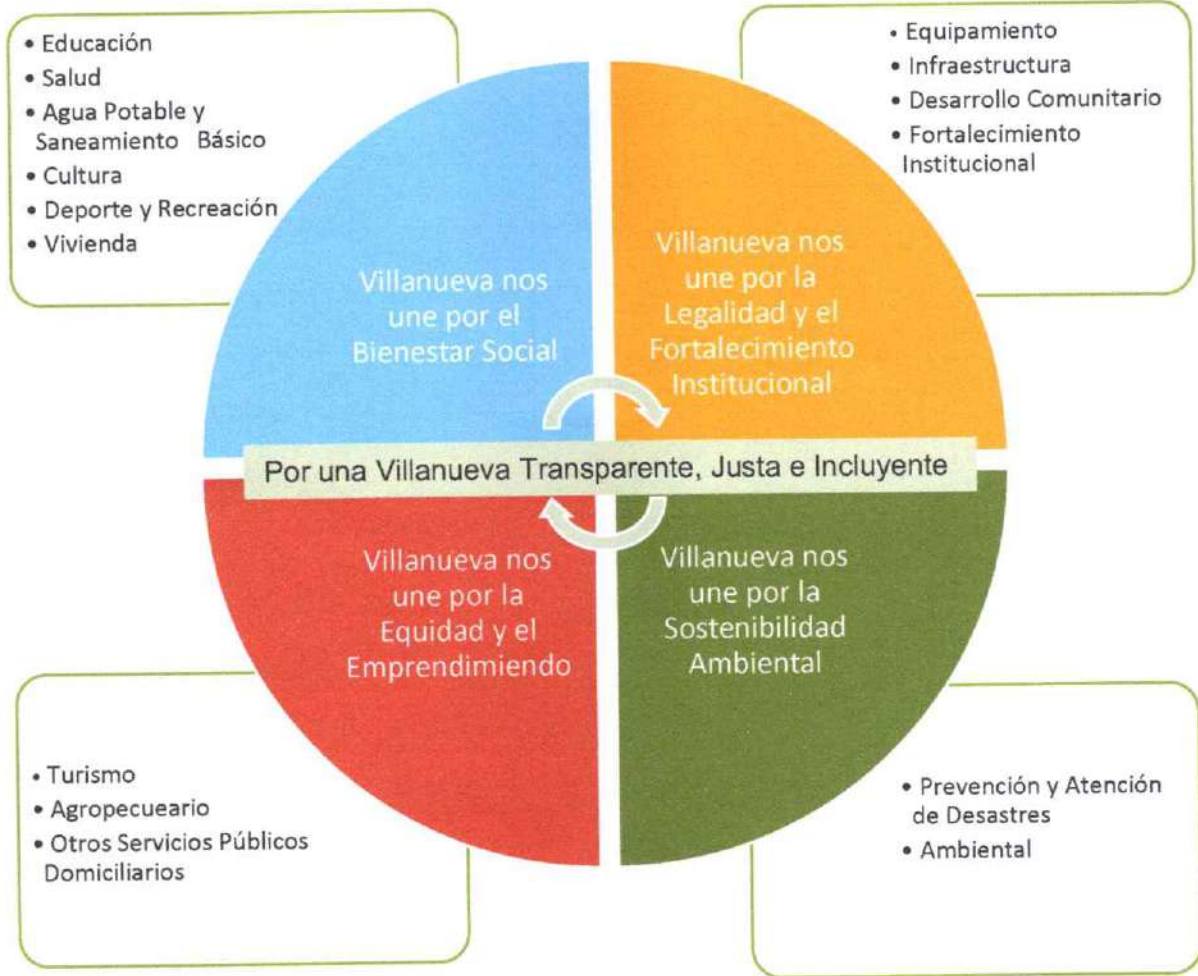 • Educación
• Salud
• Agua Potable y
Saneamiento Básico
• Cultura
• Deporte y Recreación
• Vivienda
• Equipamiento
• Infraestructura
• Desarrollo Comunitario
• Fortalecimiento
Institucional
Villanueva nos
une por el
Bienestar Social
Villanueva nos
une por la
Legalidad y el
Fortalecimiento
Institucional
Por una Villanueva Transparente, Justa e Incluyente
Villanueva nos
une por la
Equidad y el
Emprendimiendo
Villanueva nos
une por la
Sostenibilidad
Ambiental
• Turismo
• Agropecueario
• Otros Servicios Públicos
Domiciliarios
• Prevención y Atención
de Desastres
• Ambiental